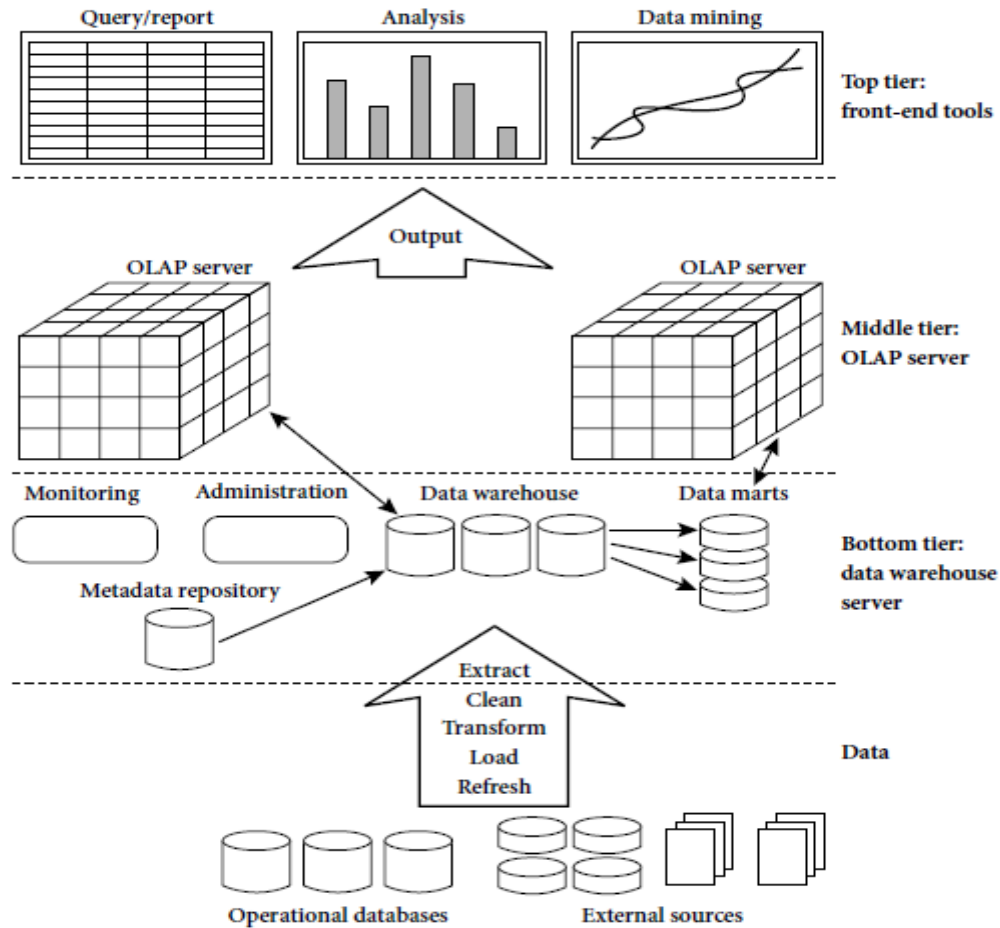 Query/report
Analysis
Data mining
Top tier:
front-end tools
Output
OLAP server
OLAP server
Middle tier:
OLAP server
Monitoring
Administration
Data warehouse
Data marts
Bottom tier:
data warehouse
server
Metadata repository
Extract
Clean
Transform
Load
Refresh
Data
Operational databases
External sources